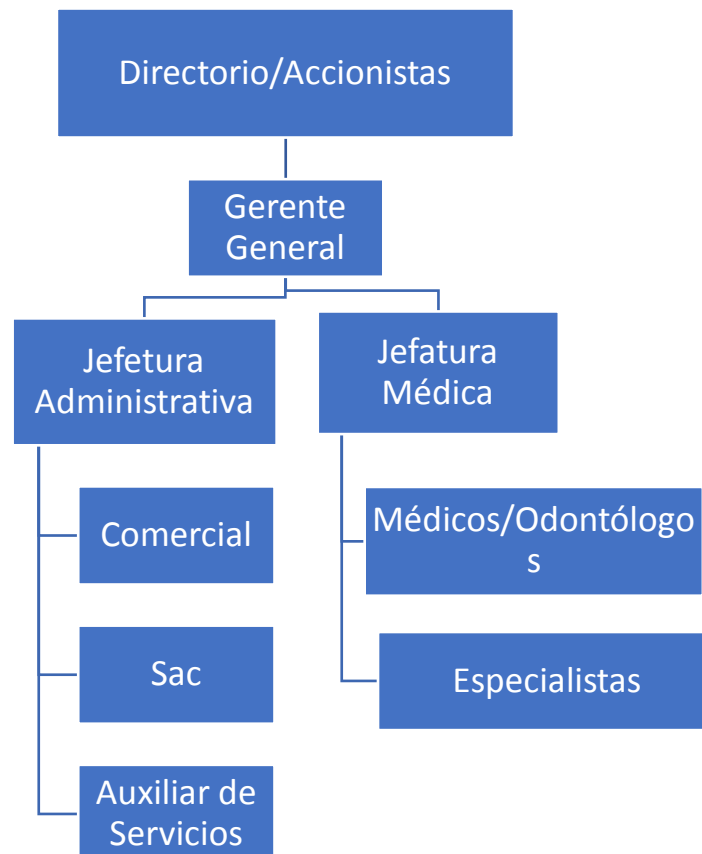 Directorio/Accionistas
Gerente
General
Jefetura
Administrativa
Jefatura
Médica
Comercial
Médicos/Odontólogo
s
Sac
Especialistas
Auxiliar de
Servicios